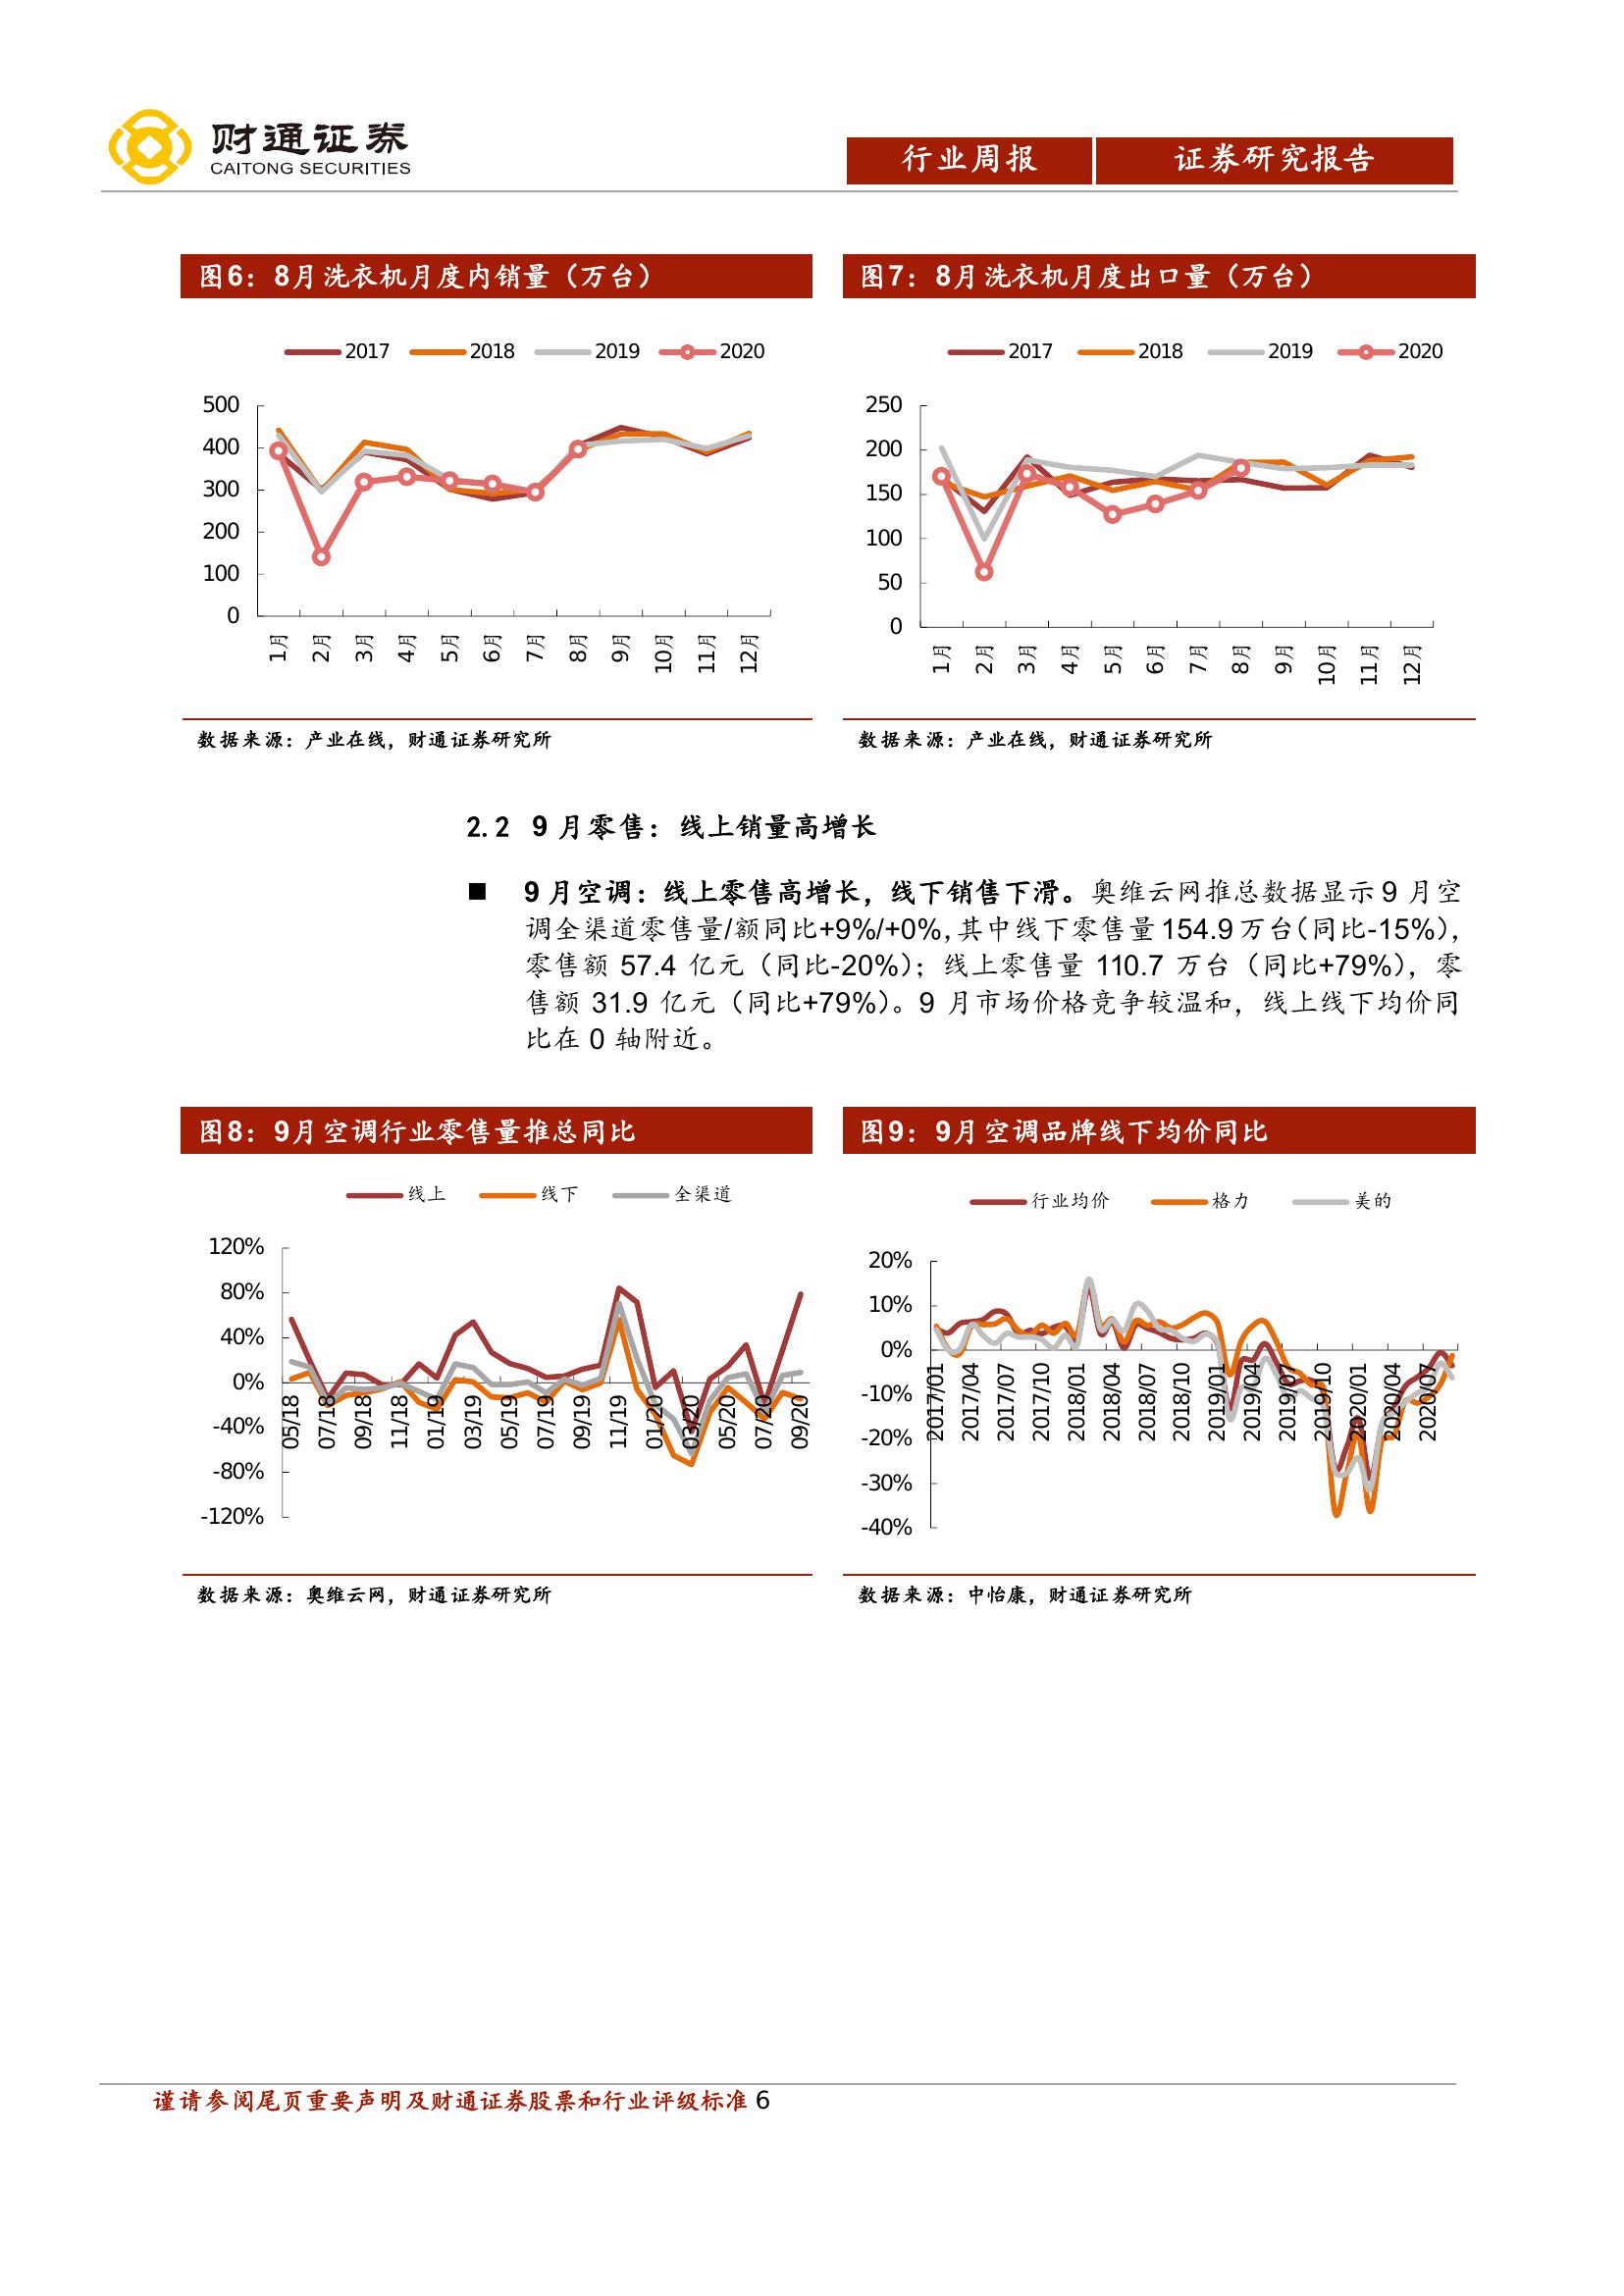 财通证券
CAITONG SECURITIES
行业周报 证券研究报告
图6：8月洗衣机月度内销量（万台）
2017 2018 2019 2020
500
400
300
200
100
0
1月 2月 3月 4月 5月 6月 7月 8月 9月 10月 11月 12月
数据来源：产业在线，财通证券研究所
图7：8月洗衣机月度出口量（万台）
2017 2018 2019 2020
250
200
150
100
50
0
1月 2月 3月 4月 5月 6月 7月 8月 9月 10月 11月 12月
数据来源：产业在线，财通证券研究所
2.2 9 月零售：线上销量高增长
■ 9 月空调：线上零售高增长，线下销售下滑。奥维云网推总数据显示 9 月空
调全渠道零售量/额同比+9%/+0%，其中线下零售量 154.9 万台（同比-15%），
零售额 57.4 亿元（同比-20%）；线上零售量 110.7 万台（同比+79%），零
售额 31.9 亿元（同比+79%）。9 月市场价格竞争较温和，线上线下均价同
比在 0 轴附近。
图8：9月空调行业零售量推总同比
线上 线下 全渠道
120%
80%
40%
0%
-40%
-80%
-120%
05/18 07/18 09/18 11/18 01/19 03/19 05/19 07/19 09/19 11/19 01/20 03/20 05/20 07/20 09/20
数据来源：奥维云网，财通证券研究所
图9：9月空调品牌线下均价同比
行业均价 格力 美的
20%
10%
0%
-10%
-20%
-30%
-40%
2017/01 2017/04 2017/07 2017/10 2018/01 2018/04 2018/07 2018/10 2019/01 2019/04 2019/07 2019/10 2020/01 2020/04 2020/07
数据来源：中怡康，财通证券研究所
谨请参阅尾页重要声明及财通证券股票和行业评级标准 6